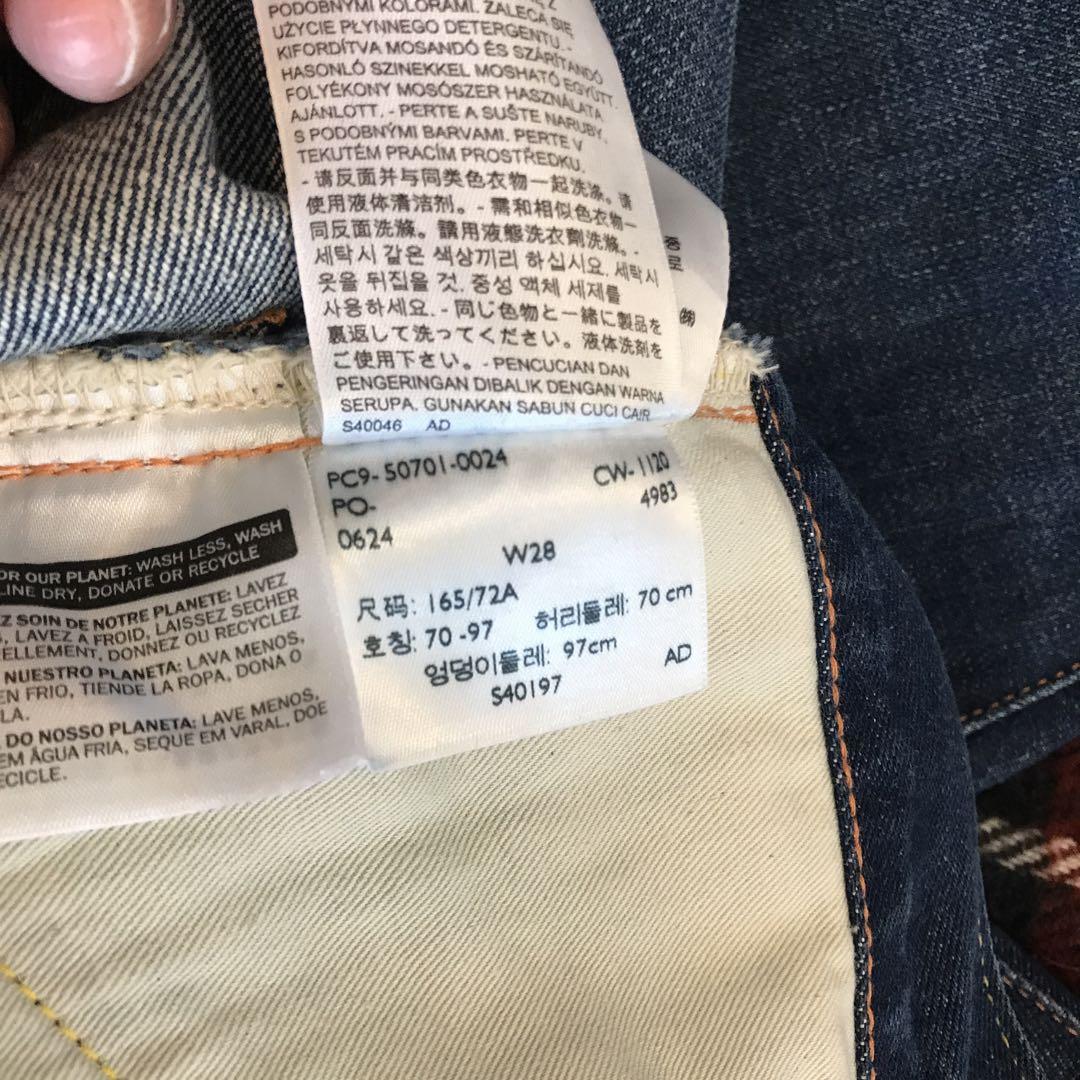 PODOBNYMI KOLORAMI. ZALECA SIĘ
UŻYCIE PŁYNNEGO DETERGENTU. -
KIFORDÍTVA MOSANDÓ ÉS SZÁRÍTANDÓ
HASONLÓ SZINEKKEL MOSHATÓ EGYÜTT.
FOLYÉKONY MOSÓSZER HASZNÁLATA
AJÁNLOTT. - PERTE A SUŠTE NARUBY.
S PODOBNÝMI BARVAMI. PERTE V
TEKUTÉM PRACÍM PROSTŘEDKU.
- 请反面并与同类色衣物一起洗涤。请
使用液体清洁剂。- 需和相似色衣物一
同反面洗滌。請用液態洗衣劑洗滌。-
세탁시 같은 색상끼리 하십시요. 세탁시
옷을 뒤집을 것. 중성 액체 세제를
사용하세요. - 同じ色物と一緒に製品を
裏返して洗ってください。液体洗剤を
ご使用下さい。- PENCUCIAN DAN
PENGERINGAN DIBALIK DENGAN WARNA
SERUPA. GUNAKAN SABUN CUCI CAIR
S40046 AD
중
로
(株)
PC9-50701-0024 CW-1120
PO- 4983
0624
W28
尺码: 165/72A
호칭: 70 -97 허리둘레: 70 cm
엉덩이둘레: 97cm AD
S40197
FOR OUR PLANET: WASH LESS, WASH
LINE DRY, DONATE OR RECYCLE
SOIN DE NOTRE PLANETE: LAVEZ
LAVEZ A FROID, LAISSEZ SECHER
DONNEZ OU RECYCLEZ
NUESTRO PLANETA: LAVA MENOS,
EN FRIO, TIENDE LA ROPA, DONA O
LA.
DO NOSSO PLANETA: LAVE MENOS,
EM ÁGUA FRIA, SEQUE EM VARAL, DOE
ECICLE.